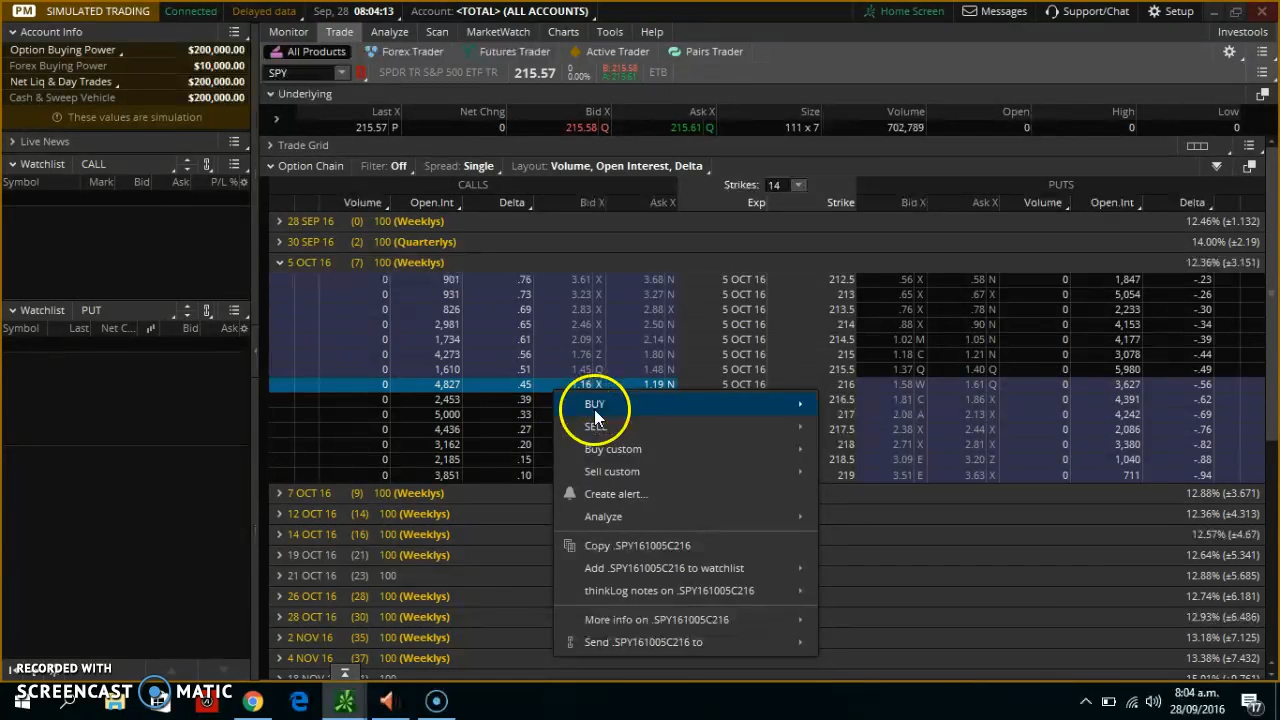 PM SIMULATED TRADING Connected Delayed data Sep, 28 08:04:13 Account: <TOTAL> (ALL ACCOUNTS) Home Screen Messages Support/Chat Setup
Account Info Monitor Trade Analyze Scan MarketWatch Charts Tools Help Investools
Option Buying Power $200,000.00
Forex Buying Power $10,000.00
Net Liq & Day Trades $200,000.00
Cash & Sweep Vehicle $200,000.00
These values are simulation
Live News
Watchlist CALL
Symbol Mark Bid Ask P/L %
Watchlist PUT
Symbol Last Net C... Bid Ask
All Products Forex Trader Futures Trader Active Trader Pairs Trader
SPY SPDR TR S&P 500 ETF TR 215.57 0 0.00% B: 215.58 A: 215.61 ETB
Underlying
Last X Net Chng Bid X Ask X Size Volume Open High Low
215.57 P 0 215.58 Q 215.61 Q 111 x 7 702,789 0 0 0
Trade Grid
Option Chain Filter: Off Spread: Single Layout: Volume, Open Interest, Delta
CALLS Strikes: 14 PUTS
Volume Open.Int Delta Bid X Ask X Exp Strike Bid X Ask X Volume Open.Int Delta
28 SEP 16 (0) 100 (Weeklys) 12.46% (±1.132)
30 SEP 16 (2) 100 (Quarterlys) 14.00% (±2.19)
5 OCT 16 (7) 100 (Weeklys) 12.36% (±3.151)
0 901 .76 3.61 X 3.68 N 5 OCT 16 212.5 .56 X .58 N 0 1,847 -.23
0 931 .73 3.23 X 3.27 N 5 OCT 16 213 .65 X .67 X 0 5,054 -.26
0 826 .69 2.83 X 2.88 X 5 OCT 16 213.5 .76 X .78 N 0 2,233 -.30
0 2,981 .65 2.46 X 2.50 N 5 OCT 16 214 .88 X .90 N 0 4,153 -.34
0 1,734 .61 2.09 X 2.14 X 5 OCT 16 214.5 1.02 M 1.05 N 0 4,177 -.39
0 4,273 .56 1.76 Z 1.80 N 5 OCT 16 215 1.18 C 1.21 N 0 3,078 -.44
0 1,610 .51 1.45 Q 1.48 N 5 OCT 16 215.5 1.37 Q 1.40 Q 0 5,980 -.49
0 4,827 .45 1.16 X 1.19 N 5 OCT 16 216 1.58 W 1.61 Q 0 3,627 -.56
0 2,453 .39 216.5 1.81 C 1.86 X 0 4,391 -.62
0 5,000 .33 217 2.08 A 2.13 X 0 4,242 -.69
0 4,436 .27 217.5 2.38 X 2.44 X 0 2,086 -.76
0 3,162 .20 218 2.71 X 2.81 X 0 3,380 -.82
0 2,185 .15 218.5 3.09 E 3.20 Z 0 1,040 -.88
0 3,851 .10 219 3.51 E 3.63 X 0 711 -.94
BUY
SELL
Buy custom
Sell custom
Create alert...
Analyze
Copy .SPY161005C216
Add .SPY161005C216 to watchlist
thinkLog notes on .SPY161005C216
More info on .SPY161005C216
Send .SPY161005C216 to
7 OCT 16 (9) 100 (Weeklys) 12.88% (±3.671)
12 OCT 16 (14) 100 (Weeklys) 12.36% (±4.313)
14 OCT 16 (16) 100 (Weeklys) 12.57% (±4.67)
19 OCT 16 (21) 100 (Weeklys) 12.64% (±5.341)
21 OCT 16 (23) 100 12.88% (±5.685)
26 OCT 16 (28) 100 (Weeklys) 12.74% (±6.181)
28 OCT 16 (30) 100 (Weeklys) 12.93% (±6.486)
2 NOV 16 (35) 100 (Weeklys) 13.18% (±7.125)
4 NOV 16 (37) 100 (Weeklys) 13.38% (±7.432)
RECORDED WITH
SCREENCAST MATIC
8:04 a.m.
28/09/2016
17